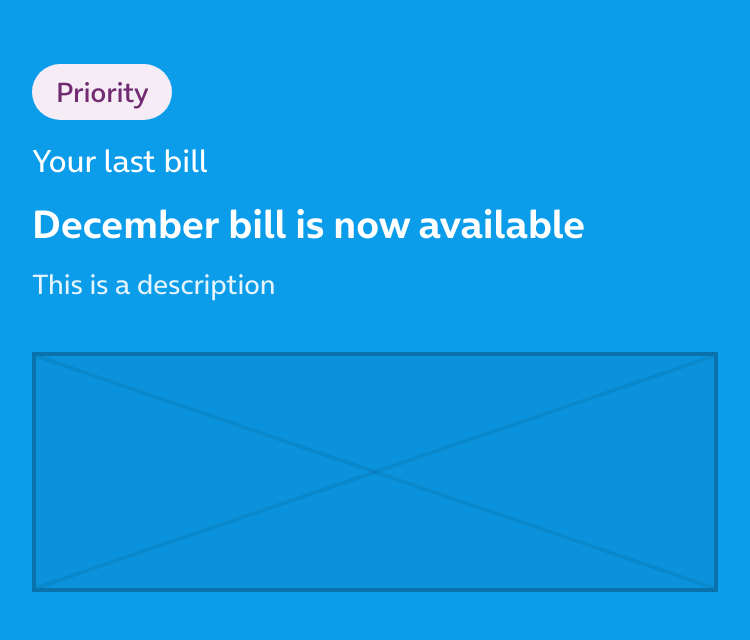 Priority
Your last bill
December bill is now available
This is a description